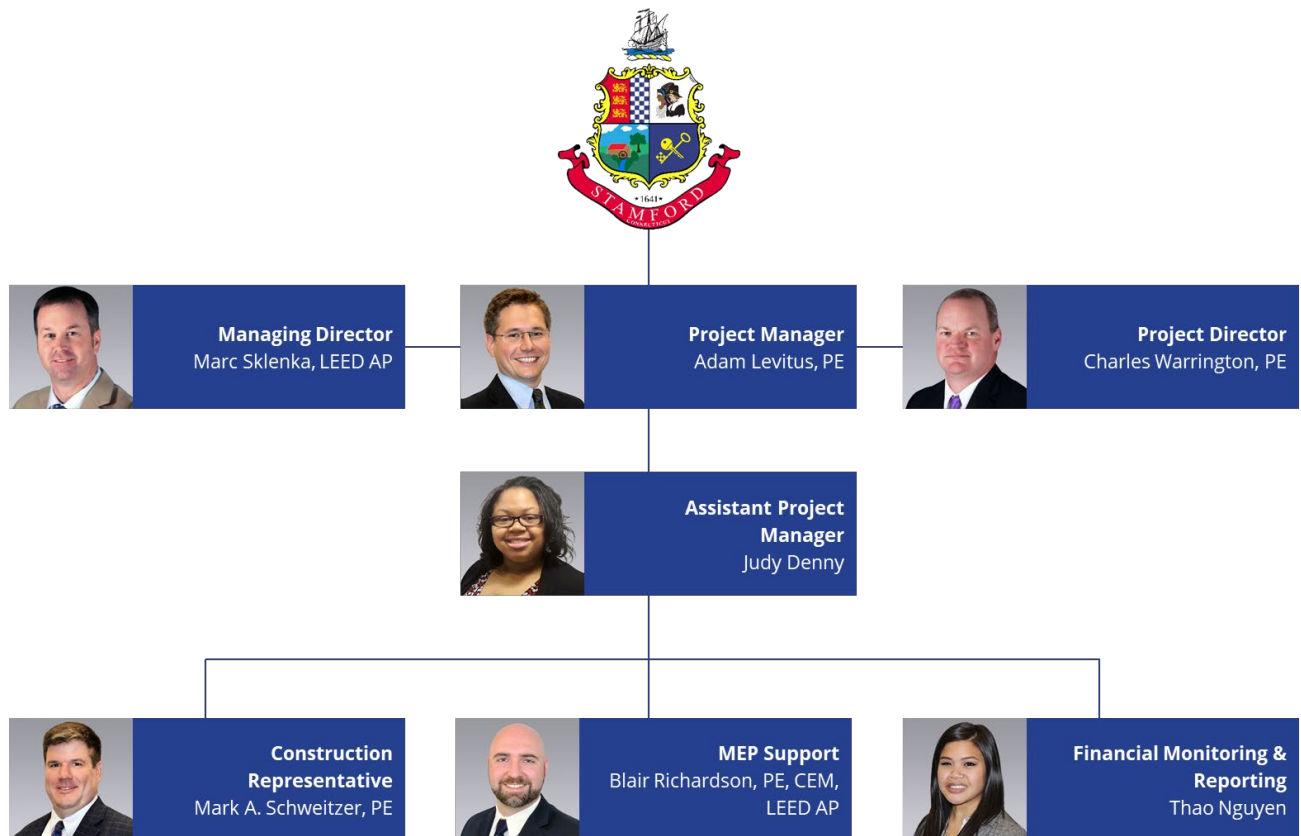 STAMFORD
★1641★
CONNECTICUT
Managing Director
Marc Sklenka, LEED AP
Project Manager
Adam Levitus, PE
Project Director
Charles Warrington, PE
Assistant Project
Manager
Judy Denny
Construction
Representative
Mark A. Schweitzer, PE
MEP Support
Blair Richardson, PE, CEM,
LEED AP
Financial Monitoring &
Reporting
Thao Nguyen